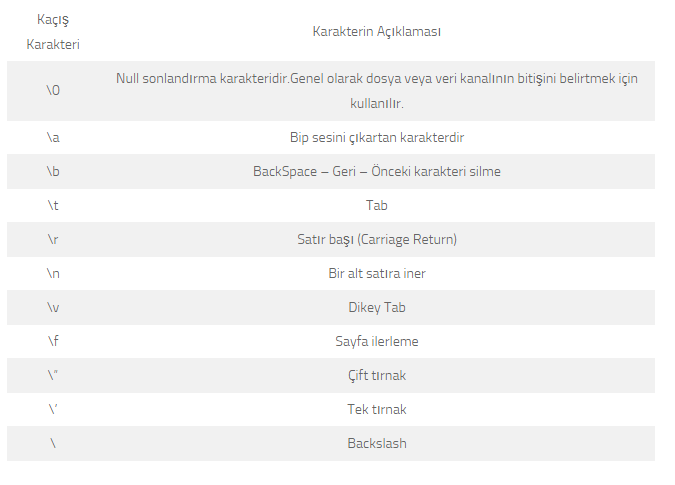 Kaçış
Karakteri
Karakterin Açıklaması
\0
Null sonlandırma karakteridir.Genel olarak dosya veya veri kanalının bitişini belirtmek için
kullanılır.
\a
Bip sesini çıkartan karakterdir
\b
BackSpace – Geri – Önceki karakteri silme
\t
Tab
\r
Satır başı (Carriage Return)
\n
Bir alt satıra iner
\v
Dikey Tab
\f
Sayfa ilerleme
\”
Çift tırnak
\’
Tek tırnak
\
Backslash